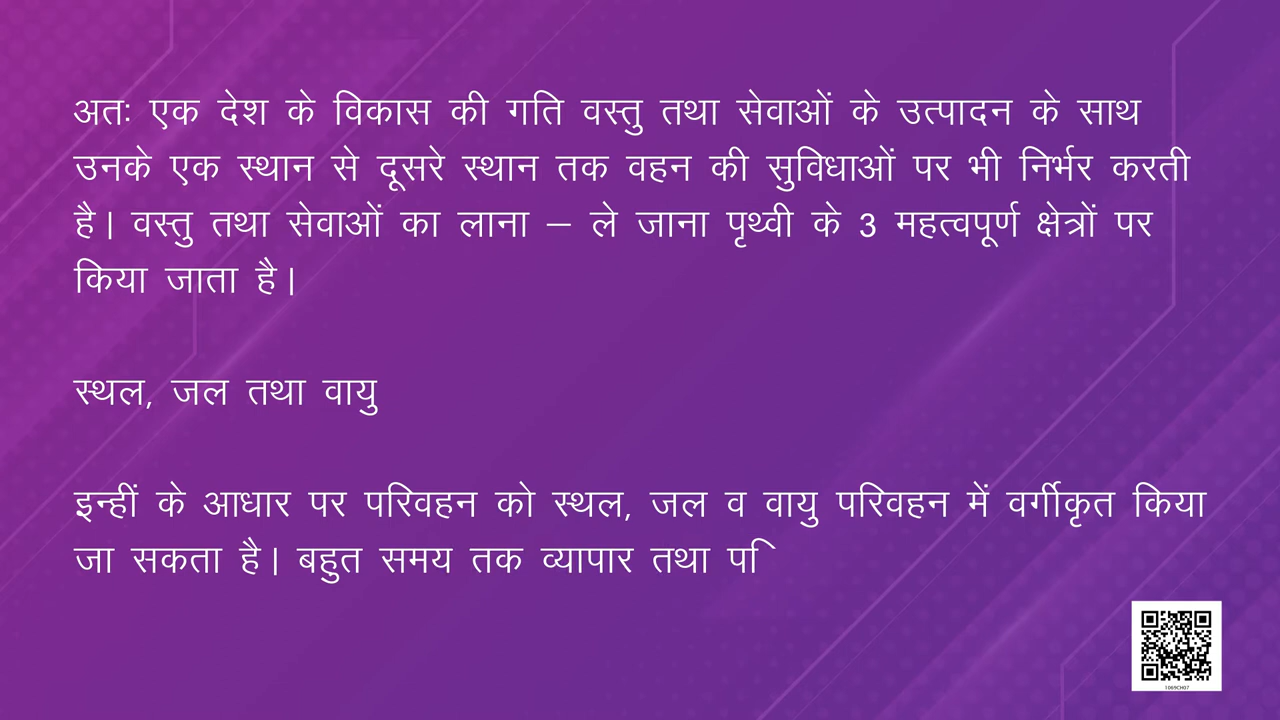 अतः एक देश के विकास की गति वस्तु तथा सेवाओं के उत्पादन के साथ
उनके एक स्थान से दूसरे स्थान तक वहन की सुविधाओं पर भी निर्भर करती
है। वस्तु तथा सेवाओं का लाना – ले जाना पृथ्वी के 3 महत्वपूर्ण क्षेत्रों पर
किया जाता है।
स्थल, जल तथा वायु
इन्हीं के आधार पर परिवहन को स्थल, जल व वायु परिवहन में वर्गीकृत किया
जा सकता है। बहुत समय तक व्यापार तथा परि
1069CH07